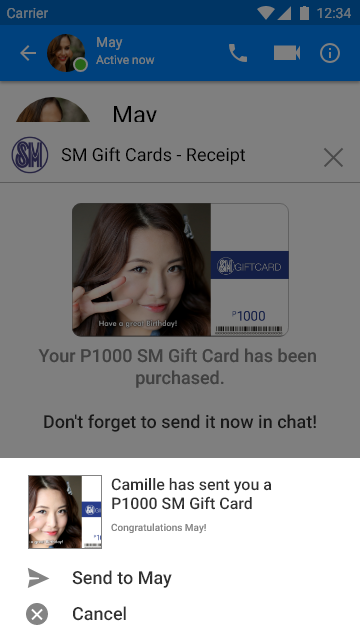 Carrier
12:34
May
Active now
May
SM
SM Gift Cards - Receipt
SM GIFTCARD
₱1000
Have a great Birthday!
Your P1000 SM Gift Card has been
purchased.
Don't forget to send it now in chat!
Camille has sent you a
P1000 SM Gift Card
Congratulations May!
Send to May
Cancel